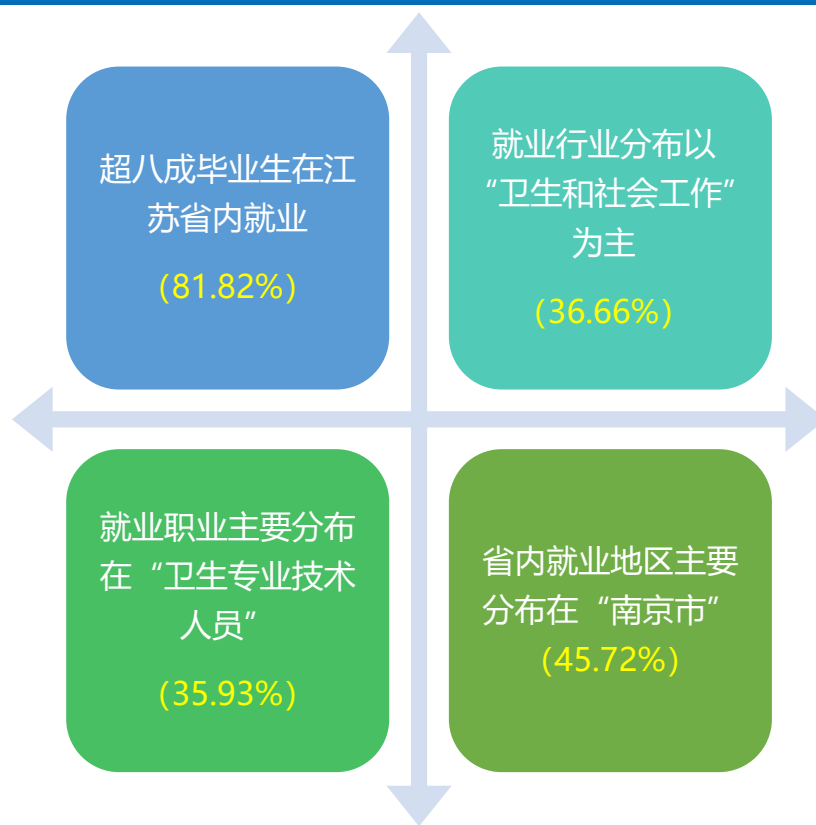 超八成毕业生在江
苏省内就业
（81.82%）
就业行业分布以
“卫生和社会工作”
为主
（36.66%）
就业职业主要分布
在“卫生专业技术
人员”
（35.93%）
省内就业地区主要
分布在“南京市”
（45.72%）